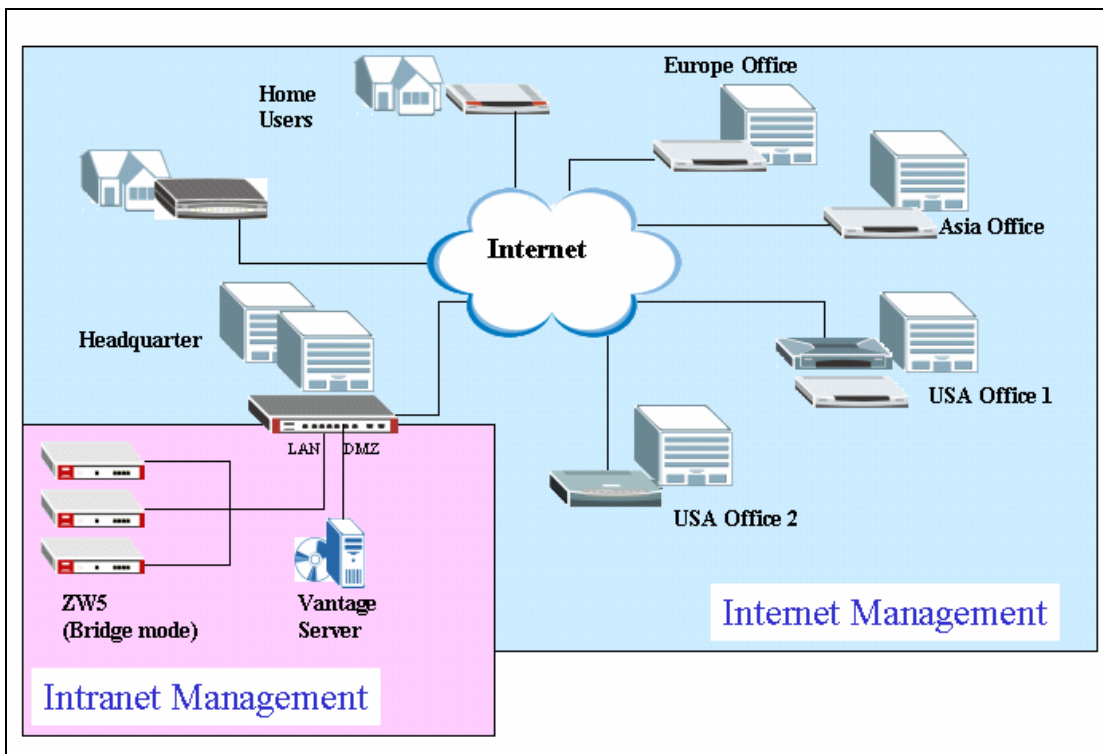 Europe Office
Home
Users
Asia Office
Internet
Headquarter
USA Office 1
LAN
DMZ
USA Office 2
ZW5
(Bridge mode)
Vantage
Server
Internet Management
Intranet Management